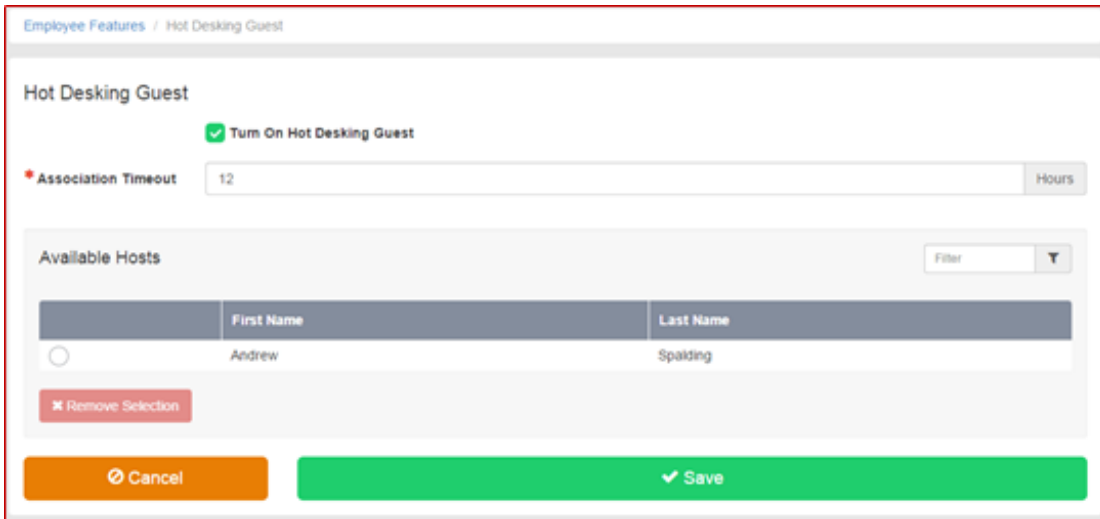 Employee Features / Hot Desking Guest
Hot Desking Guest
Turn On Hot Desking Guest
* Association Timeout 12 Hours
Available Hosts Filter
First Name Last Name
Andrew Spalding
✖ Remove Selection
Cancel ✔ Save